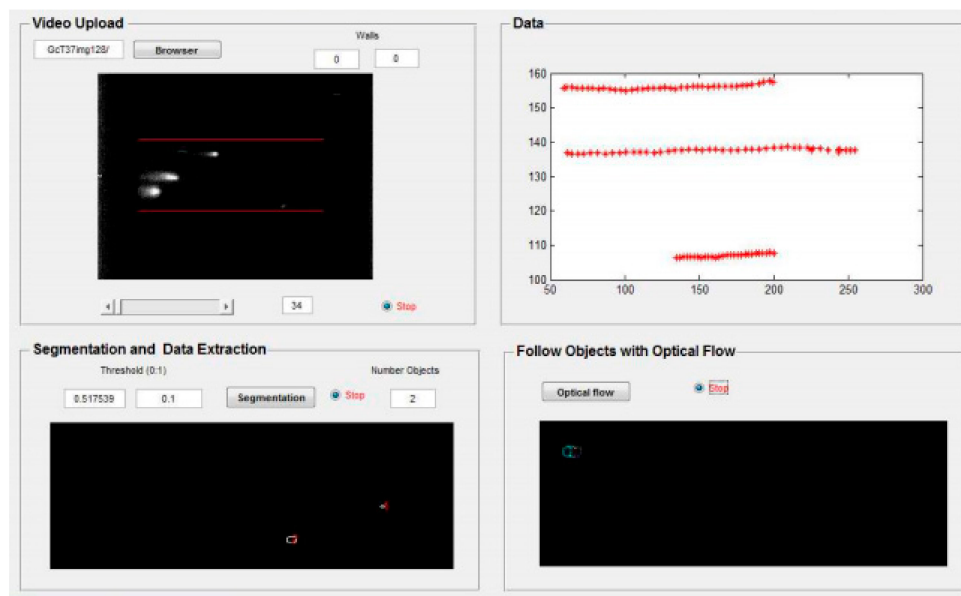 Video Upload
Walls
GcT37img128/
Browser
0
0
34
Stop
Data
160
150
140
130
120
110
100
50
100
150
200
250
300
Segmentation and Data Extraction
Threshold (0:1)
Number Objects
0.517539
0.1
Segmentation
Stop
2
Follow Objects with Optical Flow
Optical flow
Stop